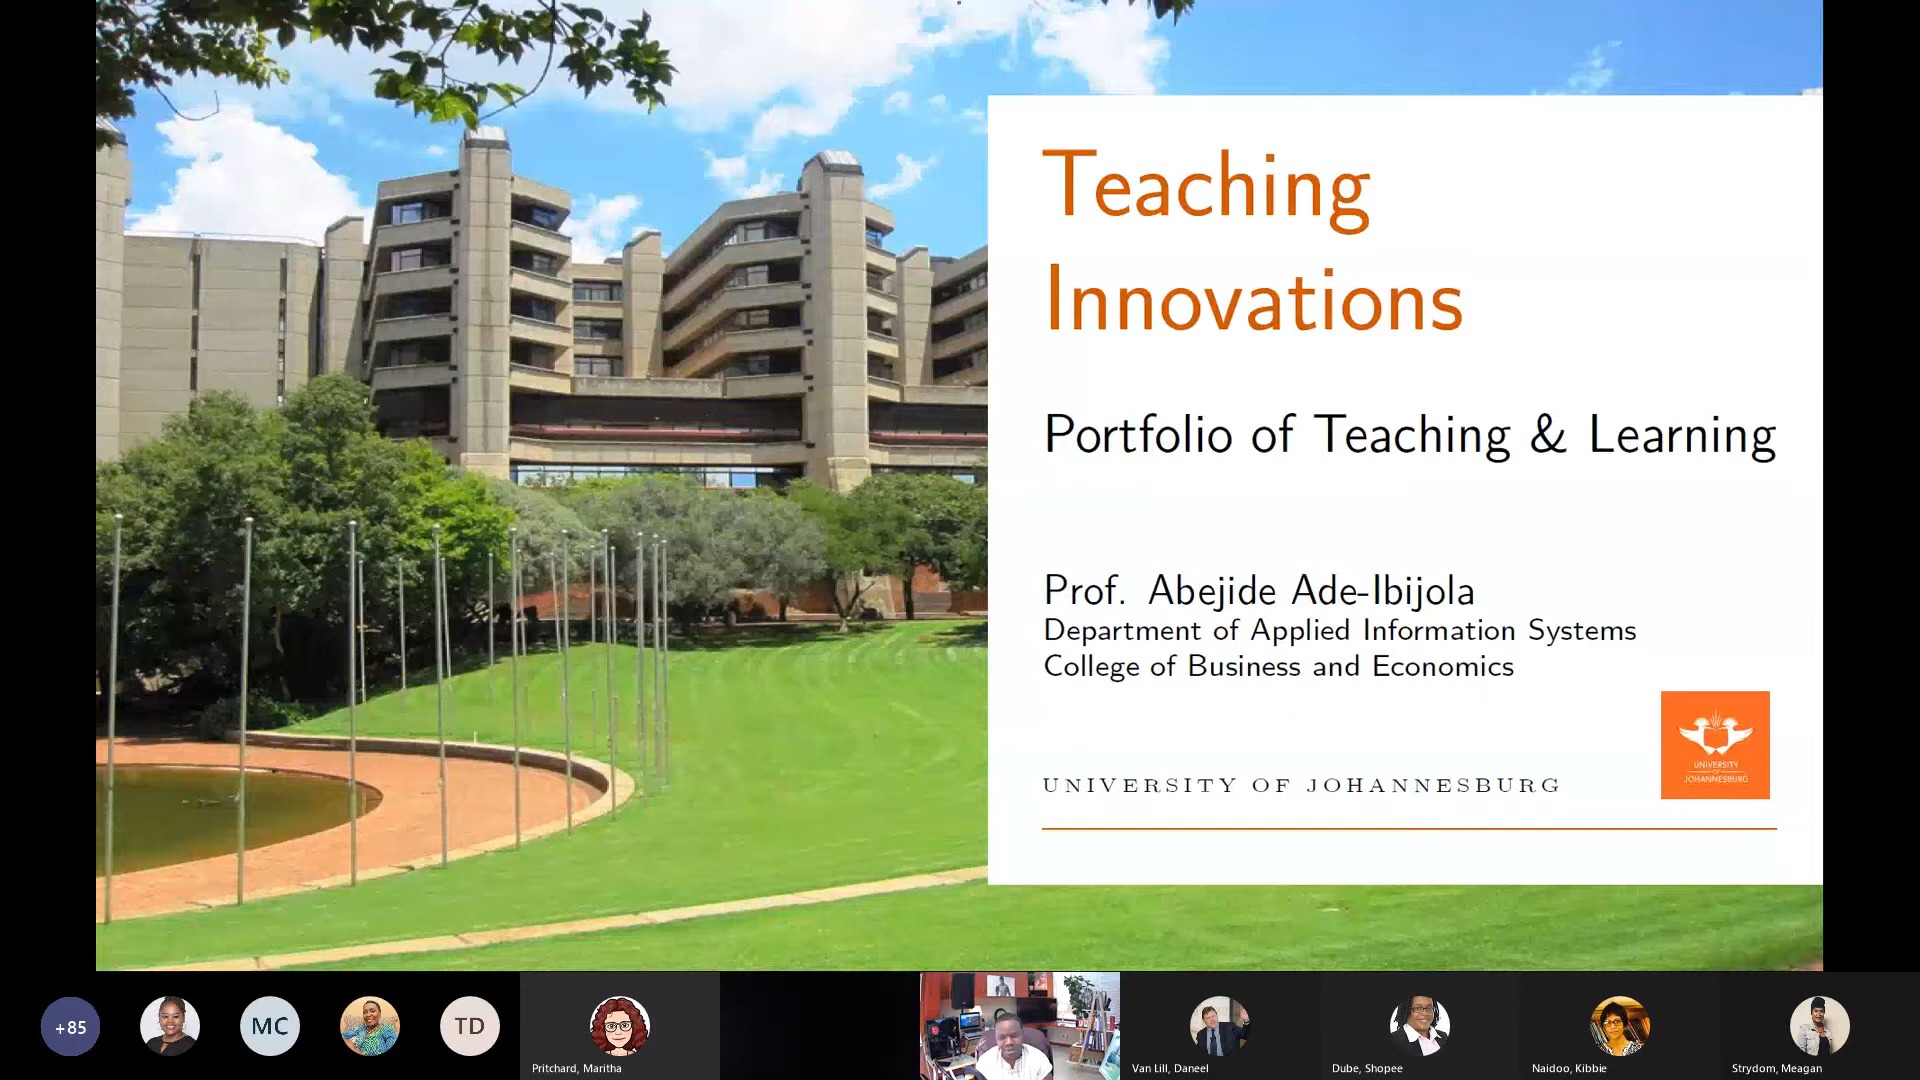 Teaching
Innovations
Portfolio of Teaching & Learning
Prof. Abejide Ade-Ibijola
Department of Applied Information Systems
College of Business and Economics
UNIVERSITY OF JOHANNESBURG
UNIVERSITY
OF
JOHANNESBURG
+85
MC
TD
Pritchard, Maritha
Van Lill, Daneel
Dube, Shopee
Naidoo, Kibbie
Strydom, Meagan